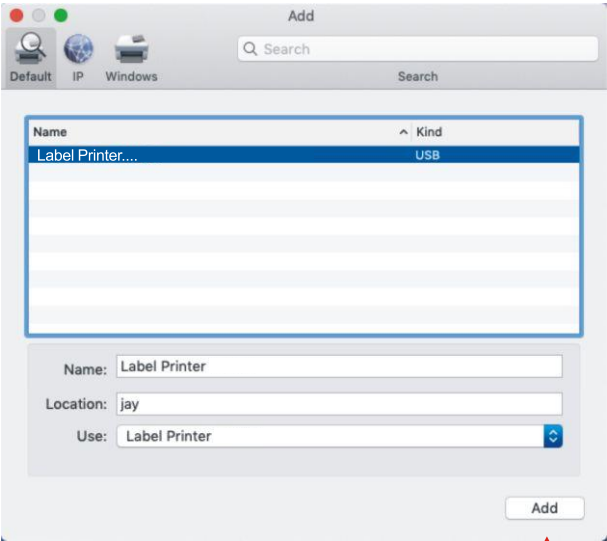 Add
Search
Default IP Windows Search
Name Kind
Label Printer.... USB
Name: Label Printer
Location: jay
Use: Label Printer
Add